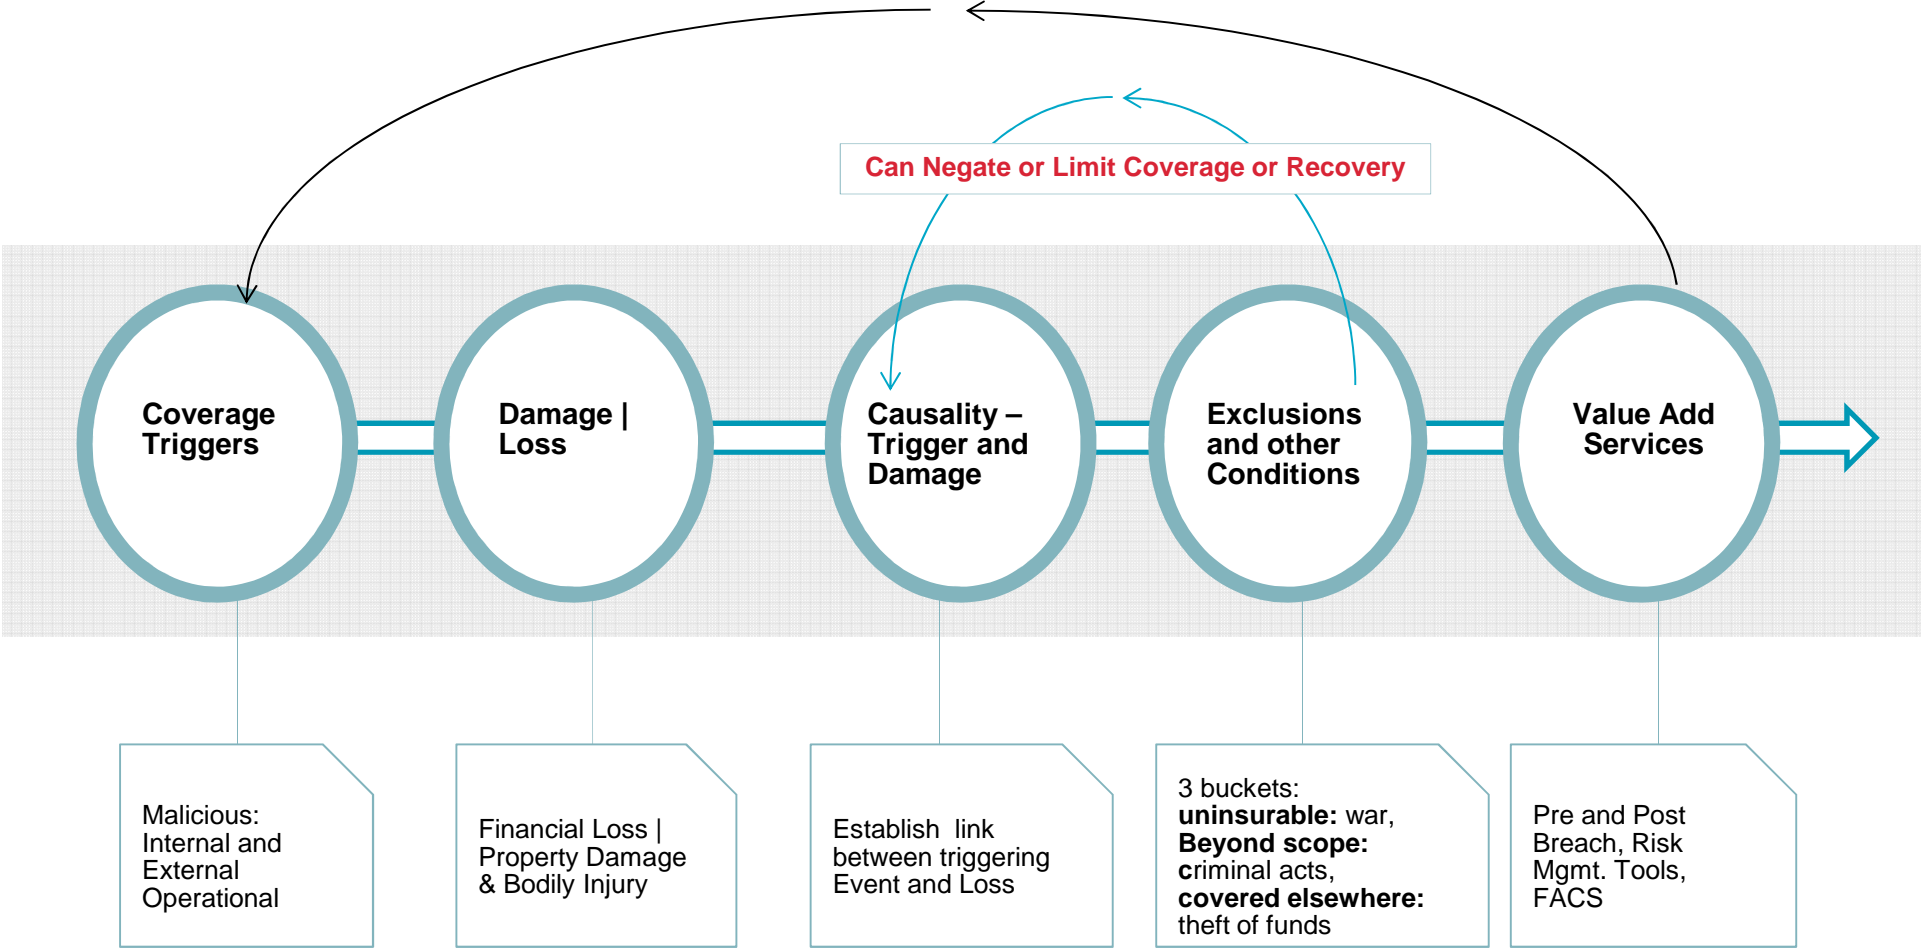 Can Negate or Limit Coverage or Recovery
Coverage
Triggers
Damage |
Loss
Causality –
Trigger and
Damage
Exclusions
and other
Conditions
Value Add
Services
Malicious:
Internal and
External
Operational
Financial Loss |
Property Damage
& Bodily Injury
Establish link
between triggering
Event and Loss
3 buckets:
uninsurable: war,
Beyond scope:
criminal acts,
covered elsewhere:
theft of funds
Pre and Post
Breach, Risk
Mgmt. Tools,
FACS